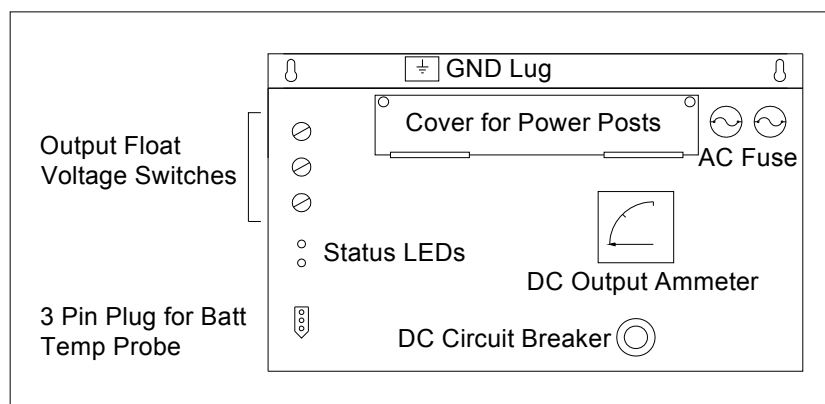 GND Lug
Cover for Power Posts
AC Fuse
Output Float
Voltage Switches
Status LEDs
DC Output Ammeter
3 Pin Plug for Batt
Temp Probe
DC Circuit Breaker